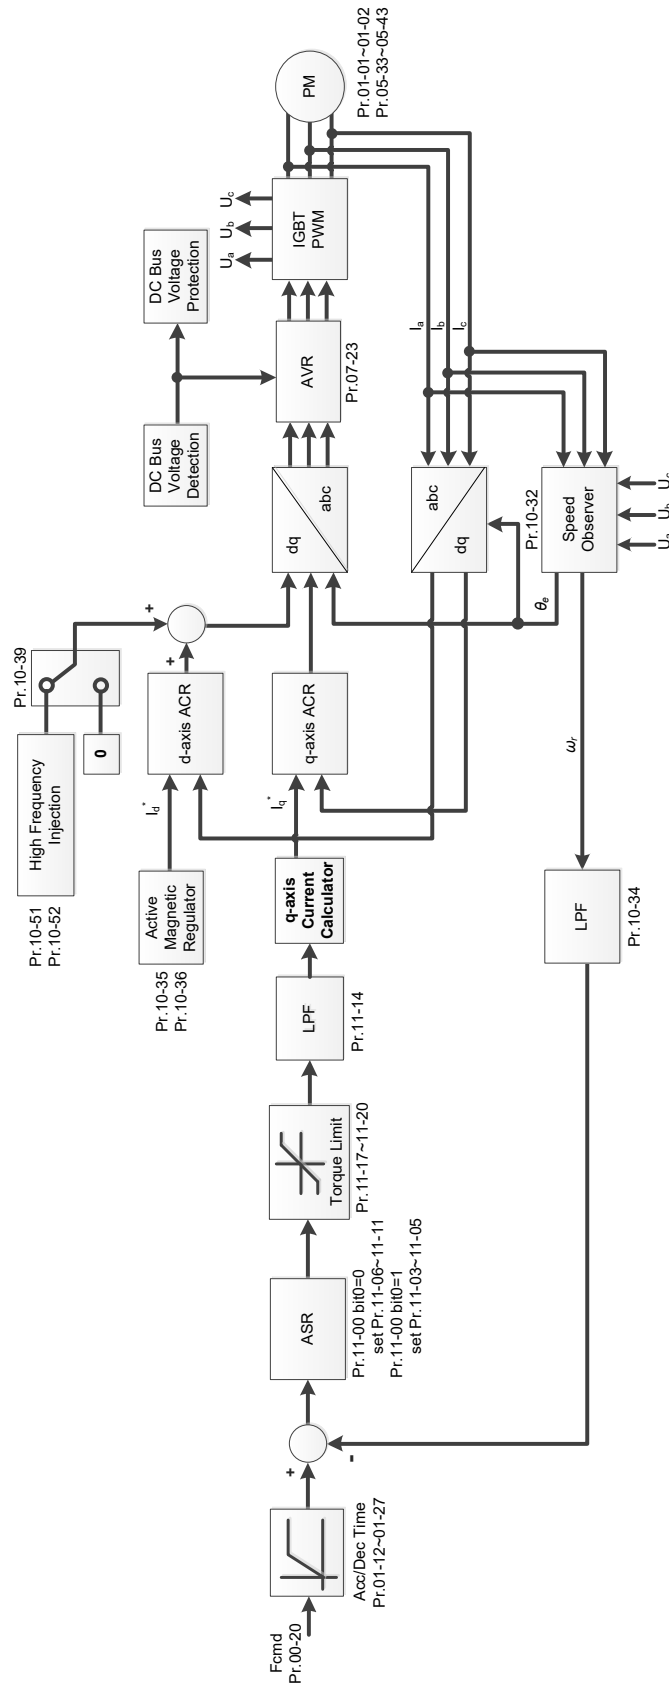 Fcmd
Pr.00-20
Acc/Dec Time
Pr.01-12~01-27
+
-
ASR
Pr.11-00 bit0=0
set Pr.11-06~11-11
Pr.11-00 bit0=1
set Pr.11-03~11-05
Torque Limit
Pr.11-17~11-20
LPF
Pr.11-14
q-axis
Current
Calculator
Iq*
q-axis ACR
Pr.10-35
Pr.10-36
Active
Magnetic
Regulator
Id*
d-axis ACR
+
+
Pr.10-51
Pr.10-52
High Frequency
Injection
0
Pr.10-39
dq
abc
DC Bus
Voltage
Detection
DC Bus
Voltage
Protection
AVR
Pr.07-23
Ua
Ub
Uc
IGBT
PWM
PM
Pr.01-01~01-02
Pr.05-33~05-43
Ia
Ib
Ic
abc
dq
Pr.10-32
Speed
Observer
θe
ωr
Ua
Ub
Uc
LPF
Pr.10-34